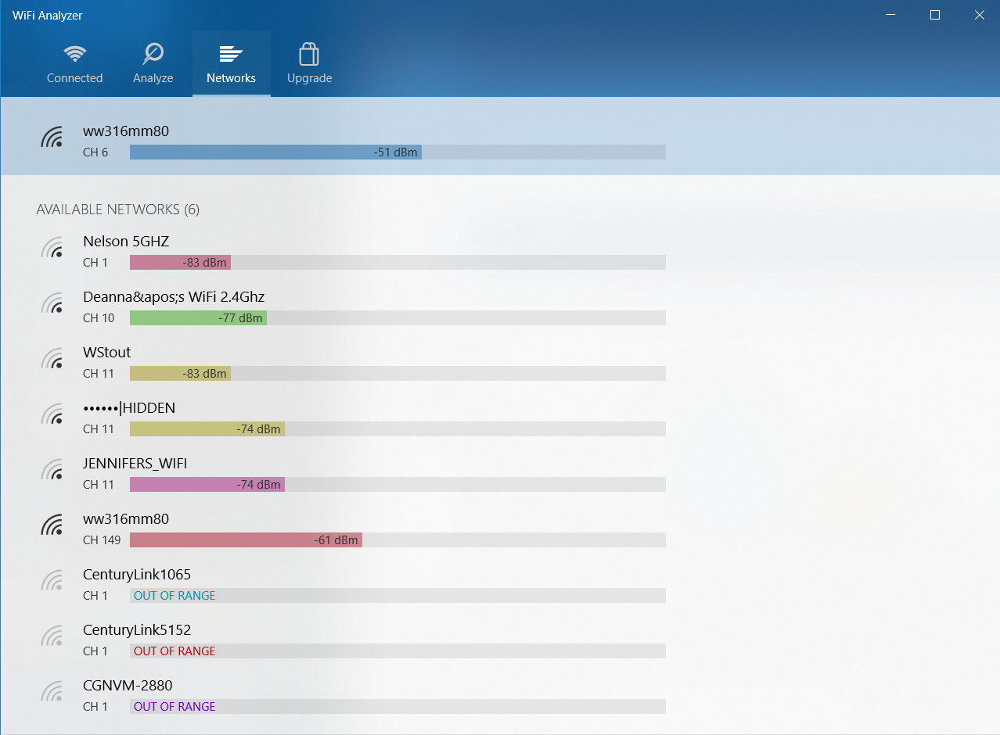 WiFi Analyzer
Connected Analyze Networks Upgrade
ww316mm80
CH 6 -51 dBm
AVAILABLE NETWORKS (6)
Nelson 5GHZ
CH 1 -83 dBm
Deanna&apos;s WiFi 2.4Ghz
CH 10 -77 dBm
WStout
CH 11 -83 dBm
••••••|HIDDEN
CH 11 -74 dBm
JENNIFERS_WIFI
CH 11 -74 dBm
ww316mm80
CH 149 -61 dBm
CenturyLink1065
CH 1 OUT OF RANGE
CenturyLink5152
CH 1 OUT OF RANGE
CGNVM-2880
CH 1 OUT OF RANGE